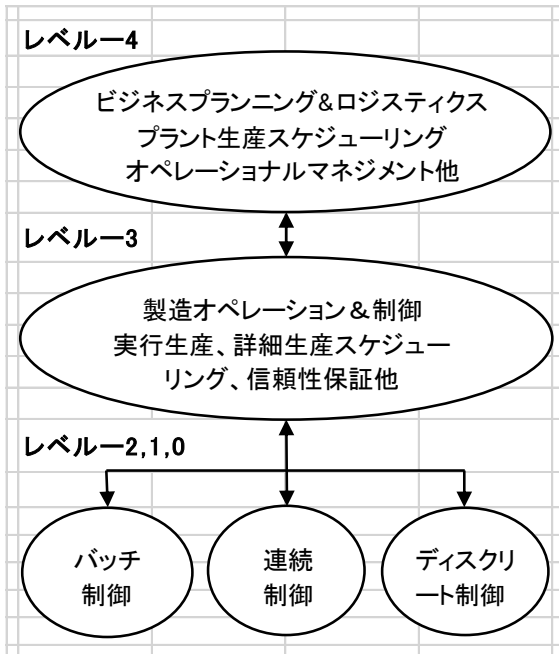 レベル－4
ビジネスプランニング&ロジスティクス
プラント生産スケジューリング
オペレーショナルマネジメント他
レベル－3
製造オペレーション＆制御
実行生産、詳細生産スケジュー
リング、信頼性保証他
レベル－2,1,0
バッチ
制御
連続
制御
ディスクリ
ート制御